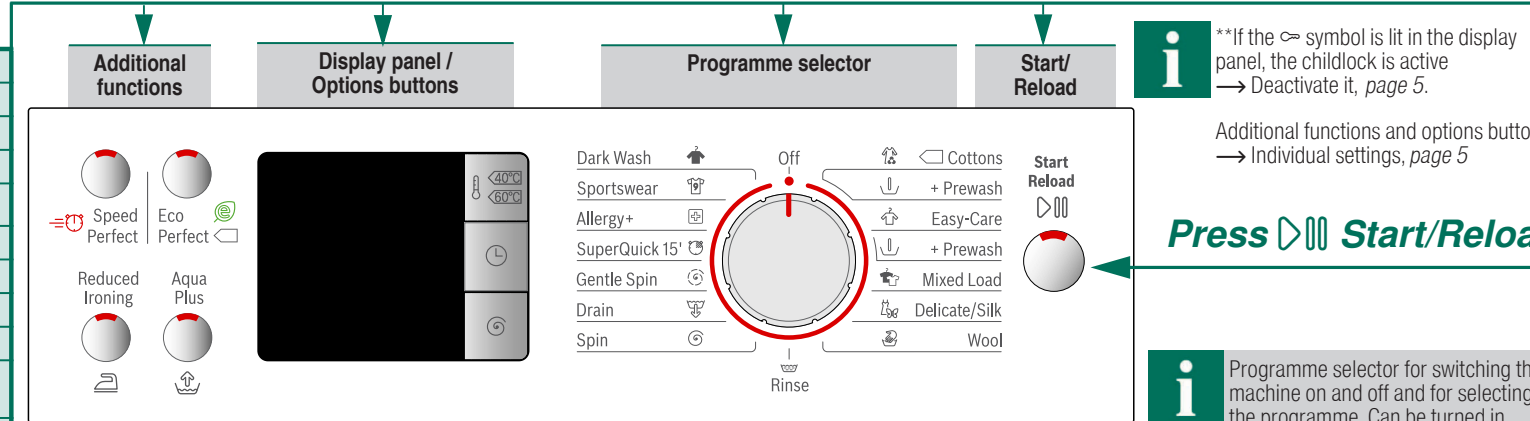 Additional
functions
Display panel /
Options buttons
Programme selector
Start/
Reload
**If the symbol is lit in the display
panel, the childlock is active
→ Deactivate it, page 5.
Additional functions and options butto
→ Individual settings, page 5
Press Start/Reloa
Programme selector for switching th
machine on and off and for selecting
the programme. Can be turned in
Speed
Perfect
Eco
Perfect
Reduced
Ironing
Aqua
Plus
40°C
60°C
Dark Wash
Sportswear
Allergy+
SuperQuick 15'
Gentle Spin
Drain
Spin
Off
Rinse
Cottons
+ Prewash
Easy-Care
+ Prewash
Mixed Load
Delicate/Silk
Wool
Start
Reload